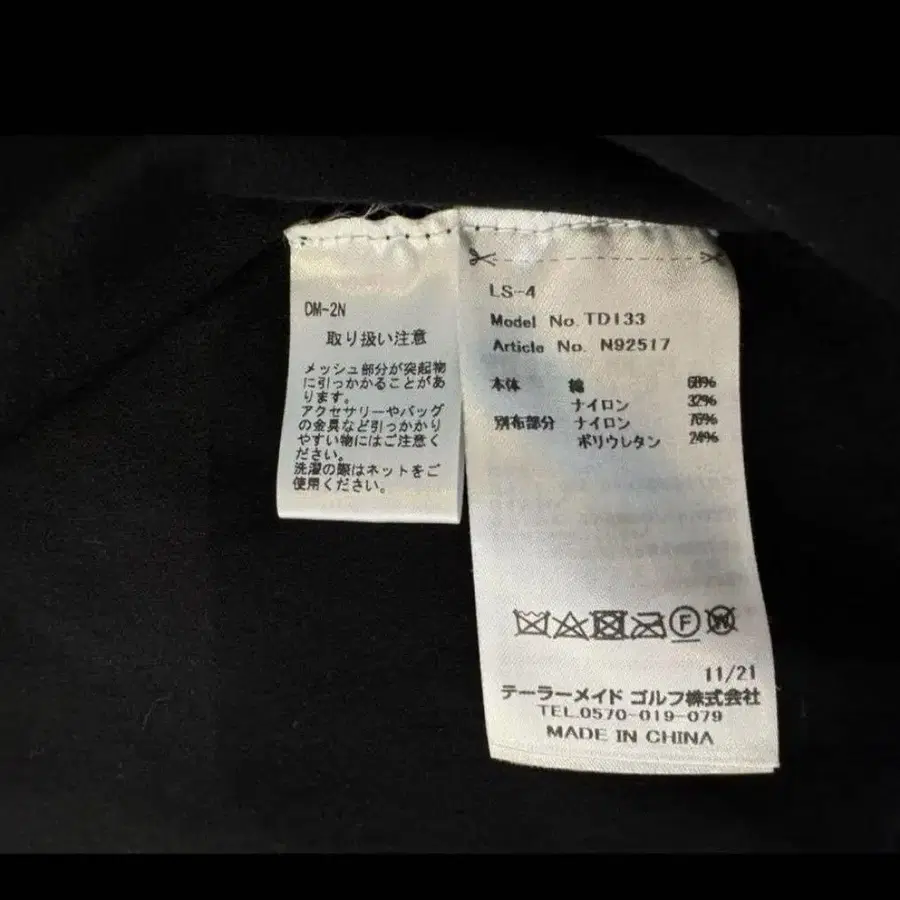 DM-2N
取り扱い注意
メッシュ部分が突起物
に引っかかることがあ
ります。
アクセサリーやバッグ
の金具など引っかかり
やすい物にはご注意く
ださい。
洗濯の際はネットをご
使用ください。
LS-4
Model No. TD133
Article No. N92517
本体 綿 68%
ナイロン 32%
別布部分 ナイロン 76%
ポリウレタン 24%
F W
11/21
テーラーメイド ゴルフ株式会社
TEL.0570-019-079
MADE IN CHINA